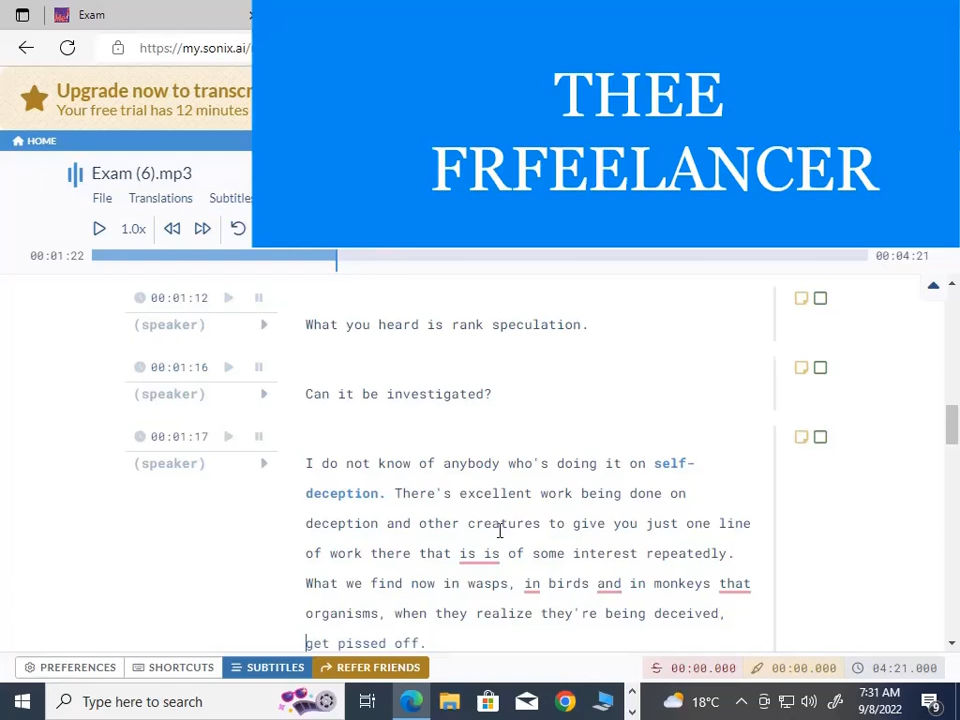 Exam
https://my.sonix.ai/
THEE
FRFEELANCER
Upgrade now to transcr
Your free trial has 12 minutes
HOME
Exam (6).mp3
File Translations Subtitles
1.0x
00:01:22
00:04:21
00:01:12
(speaker)
What you heard is rank speculation.
00:01:16
(speaker)
Can it be investigated?
00:01:17
(speaker)
I do not know of anybody who's doing it on self-
deception. There's excellent work being done on
deception and other creatures to give you just one line
of work there that is is of some interest repeatedly.
What we find now in wasps, in birds and in monkeys that
organisms, when they realize they're being deceived,
get pissed off.
PREFERENCES SHORTCUTS SUBTITLES REFER FRIENDS
00:00.000 00:00.000 04:21.000
Type here to search
18°C
7:31 AM
9/8/2022
9